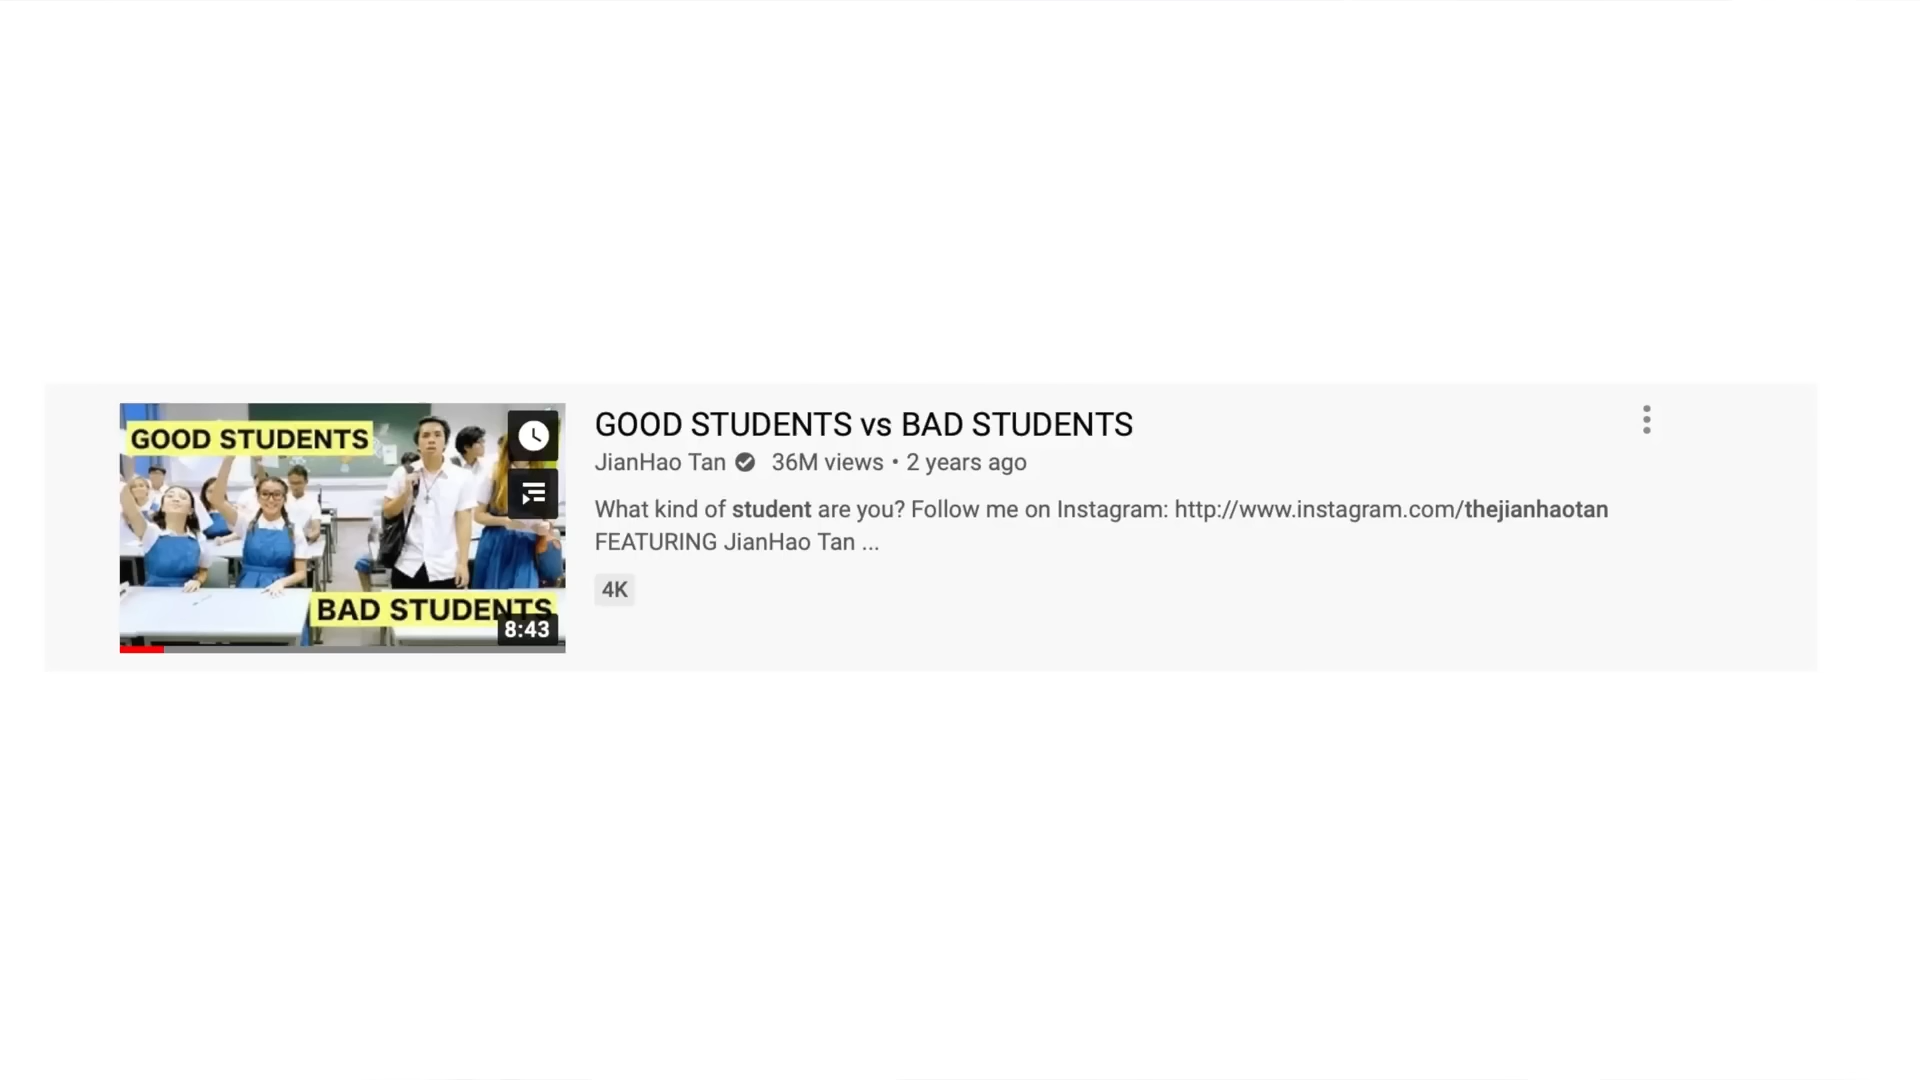 GOOD STUDENTS
BAD STUDENTS
8:43
GOOD STUDENTS vs BAD STUDENTS
JianHao Tan 36M views • 2 years ago
What kind of student are you? Follow me on Instagram: http://www.instagram.com/thejianhaotan
FEATURING JianHao Tan ...
4K